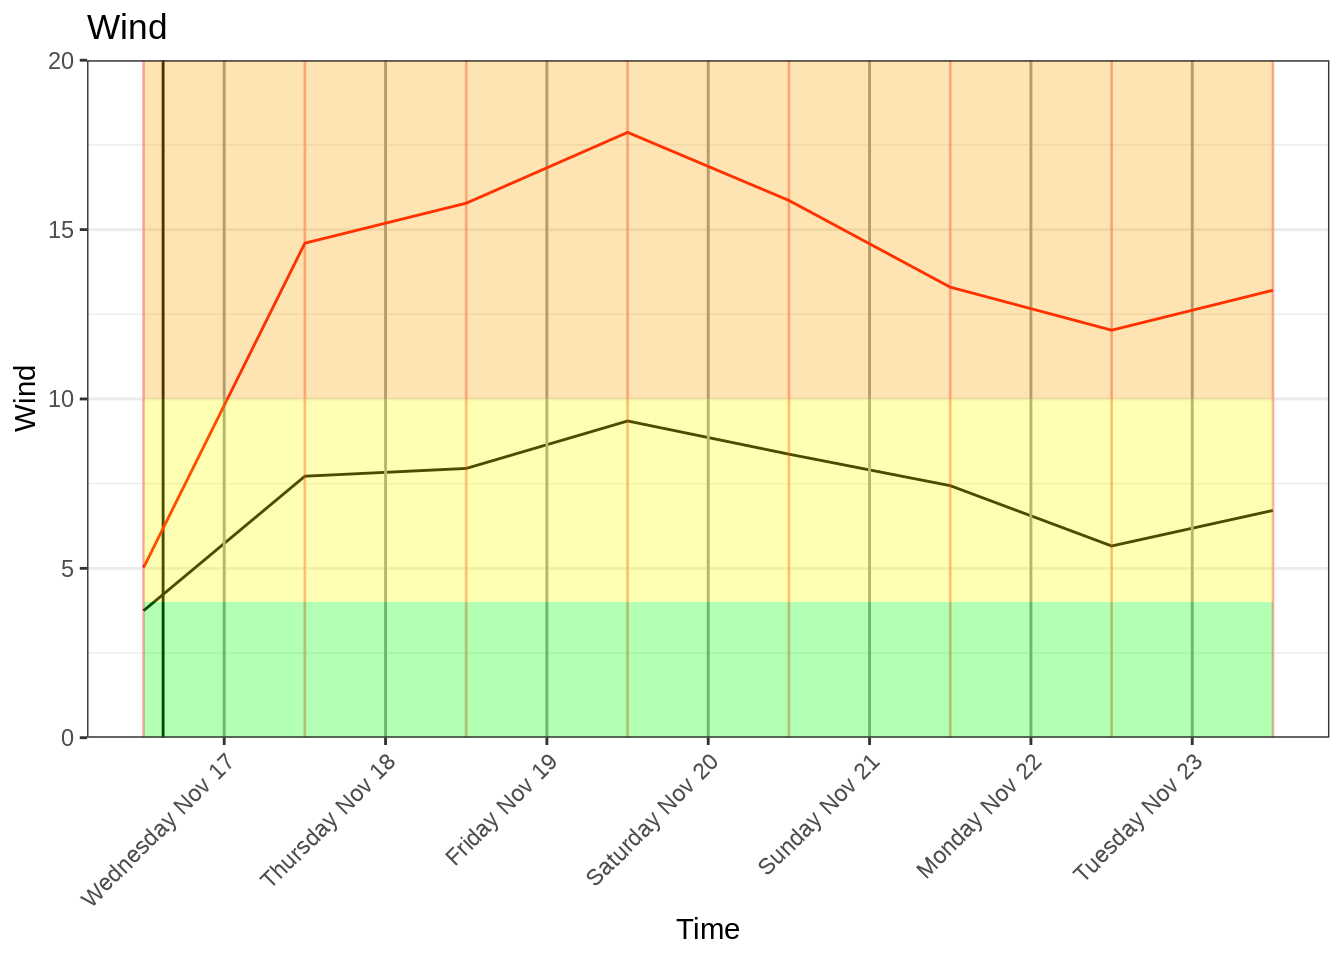 Wind
20
15
10
5
0
Wind
Wednesday Nov 17
Thursday Nov 18
Friday Nov 19
Saturday Nov 20
Sunday Nov 21
Monday Nov 22
Tuesday Nov 23
Time